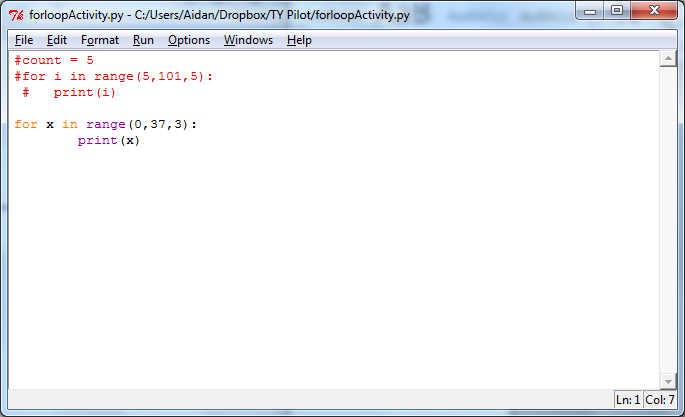 forloopActivity.py - C:/Users/Aidan/Dropbox/TY Pilot/forloopActivity.py
File Edit Format Run Options Windows Help
#count = 5
#for i in range(5,101,5):
 #   print(i)
for x in range(0,37,3):
        print(x)
Ln: 1 Col: 7